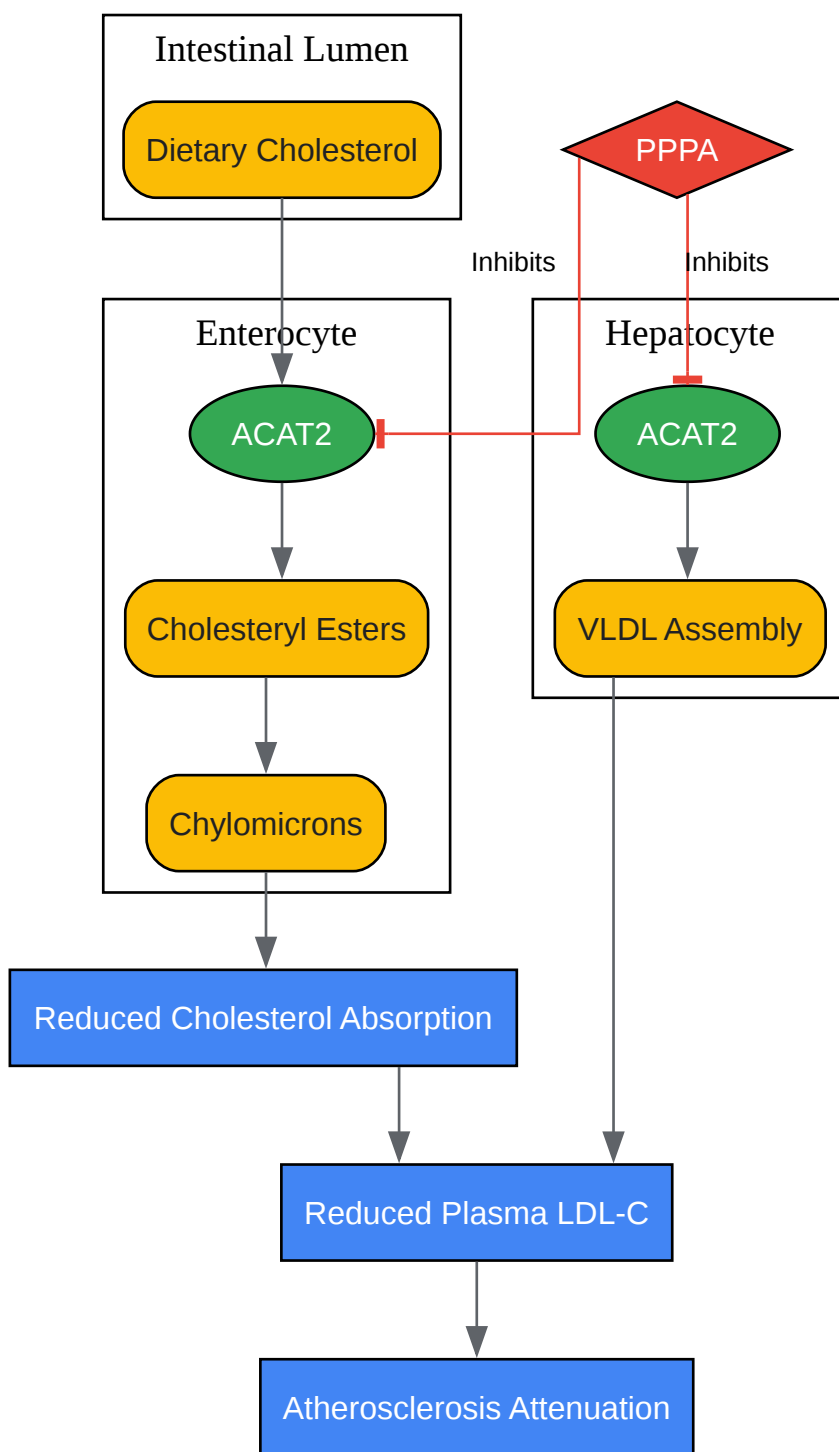 Intestinal Lumen
Dietary Cholesterol
PPPA
Inhibits
Inhibits
Enterocyte
Hepatocyte
ACAT2
ACAT2
Cholesteryl Esters
VLDL Assembly
Chylomicrons
Reduced Cholesterol Absorption
Reduced Plasma LDL-C
Atherosclerosis Attenuation